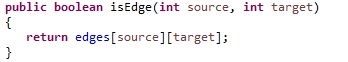 public boolean isEdge(int source, int target)
{
   return edges[source][target];
}